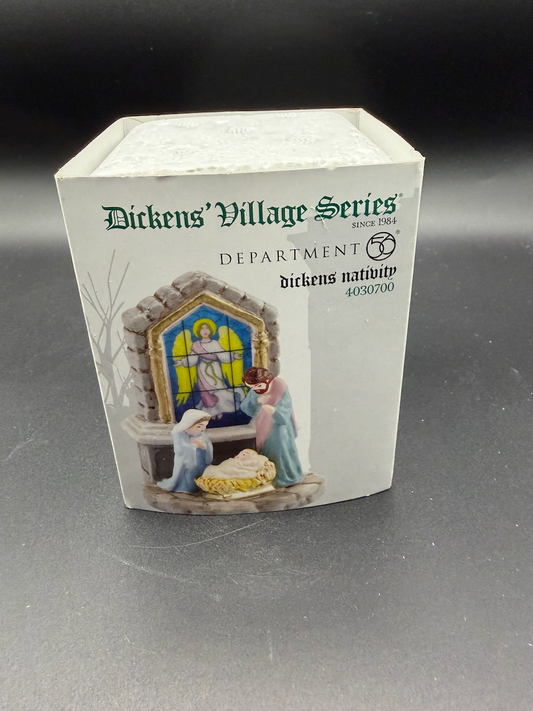 Dickens' Village Series®
SINCE 1984
DEPARTMENT 56®
dickens nativity
4030700